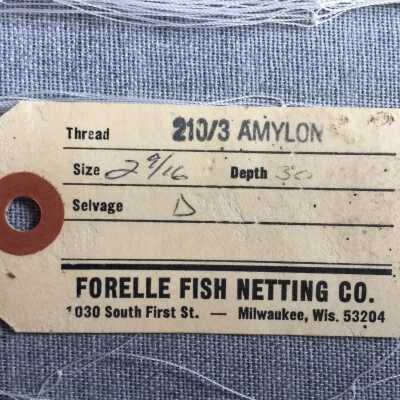 Thread 210/3 AMYLON
Size 2 9/16 Depth 30
Selvage D
FORELLE FISH NETTING CO.
1030 South First St. — Milwaukee, Wis. 53204